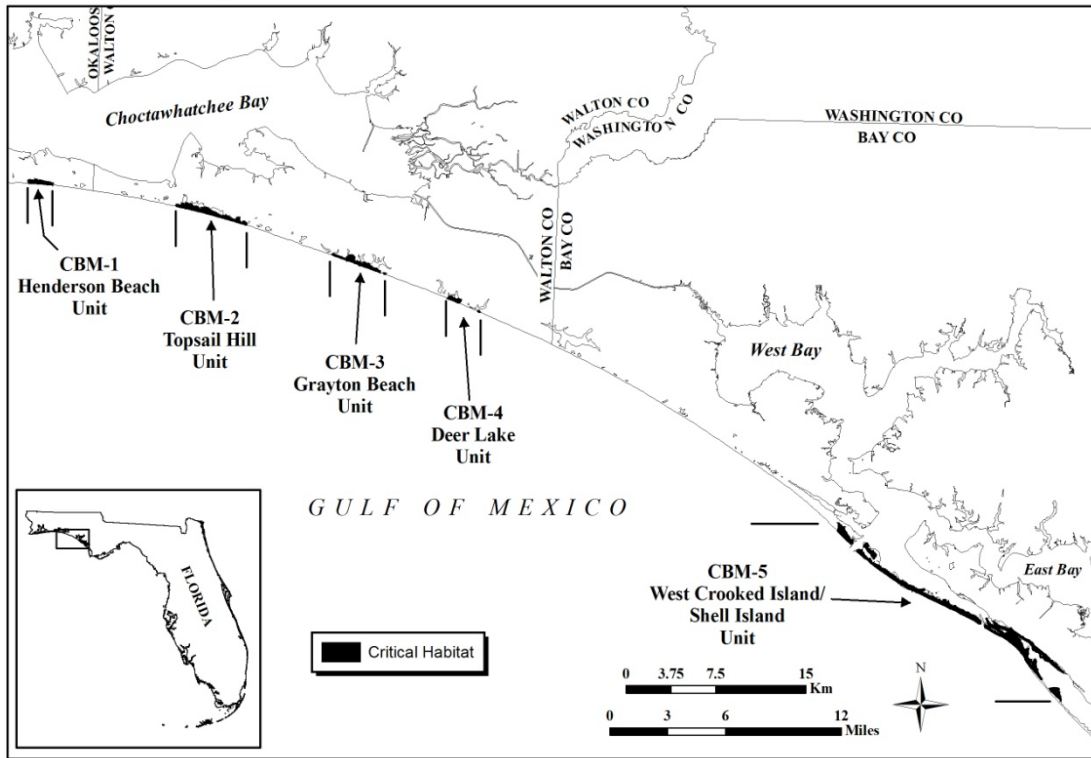 OKALOOS
WALTON C
Choctawhatchee Bay
WALTON CO
WASHINGTON CO
WASHINGTON CO
BAY CO
WALTON CO
BAY CO
CBM-1
Henderson Beach
Unit
CBM-2
Topsail Hill
Unit
CBM-3
Grayton Beach
Unit
CBM-4
Deer Lake
Unit
West Bay
GULF OF MEXICO
East Bay
CBM-5
West Crooked Island/
Shell Island
Unit
FLORIDA
Critical Habitat
0 3.75 7.5 15
Km
0 3 6 12
Miles
N